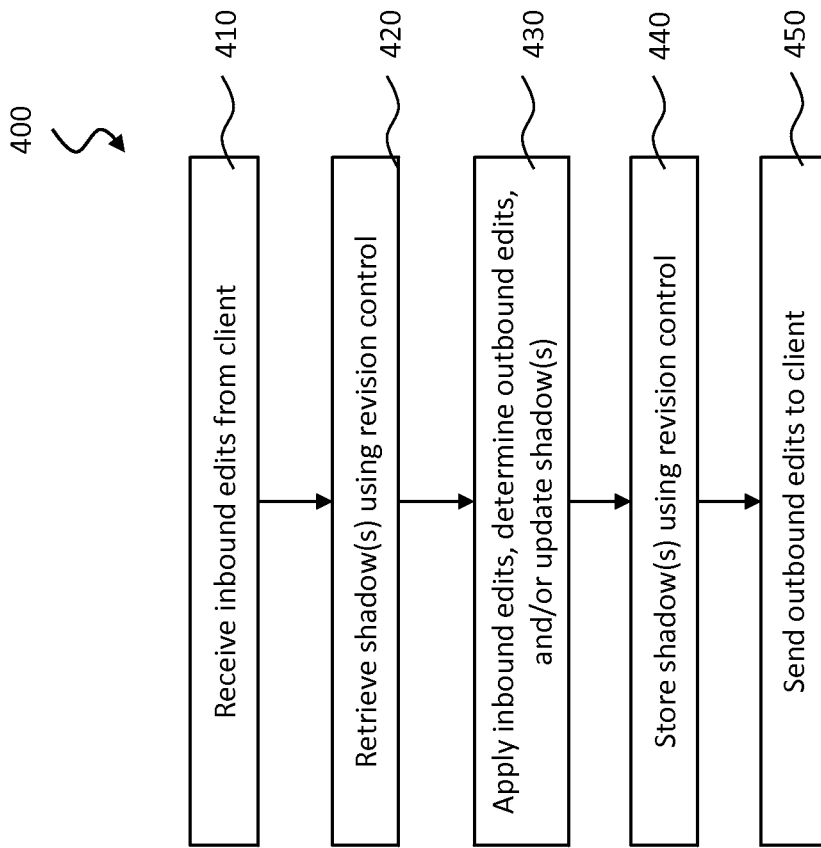 400
Receive inbound edits from client
410
Retrieve shadow(s) using revision control
420
Apply inbound edits, determine outbound edits,
and/or update shadow(s)
430
Store shadow(s) using revision control
440
Send outbound edits to client
450